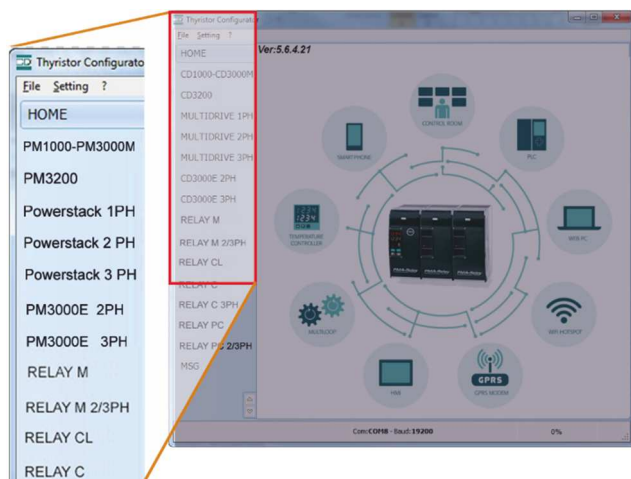 Thyristor Configurato
File Setting ?
HOME
PM1000-PM3000M
PM3200
Powerstack 1PH
Powerstack 2 PH
Powerstack 3 PH
PM3000E 2PH
PM3000E 3PH
RELAY M
RELAY M 2/3PH
RELAY CL
RELAY C
Thyristor Configurator
File Setting ?
HOME
CD1000-CD3000M
CD3200
MULTIDRIVE 1PH
MULTIDRIVE 2PH
MULTIDRIVE 3PH
CD3000E 2PH
CD3000E 3PH
RELAY M
RELAY M 2/3PH
RELAY CL
RELAY C
RELAY C 3PH
RELAY PC
RELAY PC 2/3PH
MSG
Ver:5.6.4.21
CONTROL ROOM
SMARTPHONE
PLC
1234
1234
TEMPERATURE
CONTROLLER
WEB PC
MULTILOOP
WIFI HOTSPOT
HMI
GPRS
GPRS MODEM
Com:COM8 - Baud:19200
0%